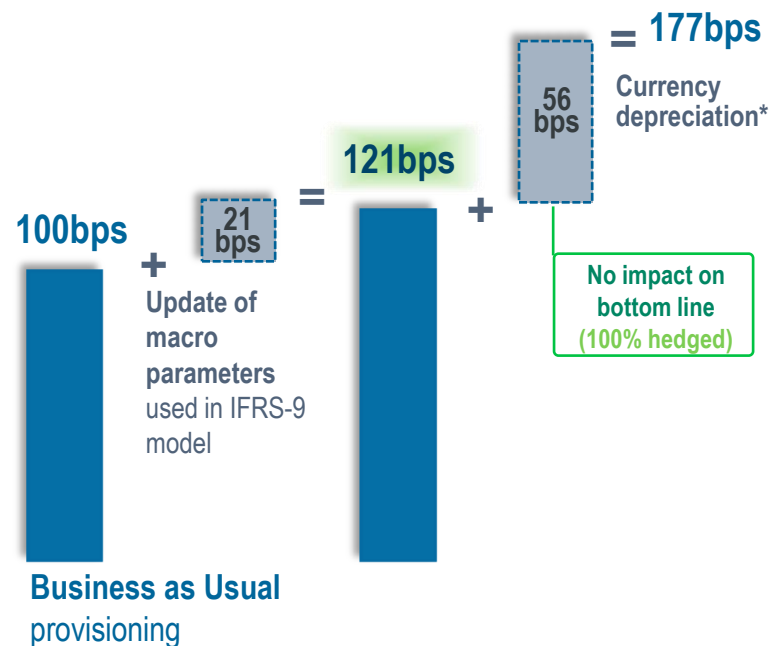 100bps
+
21
bps
Update of
macro
parameters
used in IFRS-9
model
=
121bps
+
56
bps
= 177bps
Currency
depreciation*
No impact on
bottom line
(100% hedged)
Business as Usual
provisioning